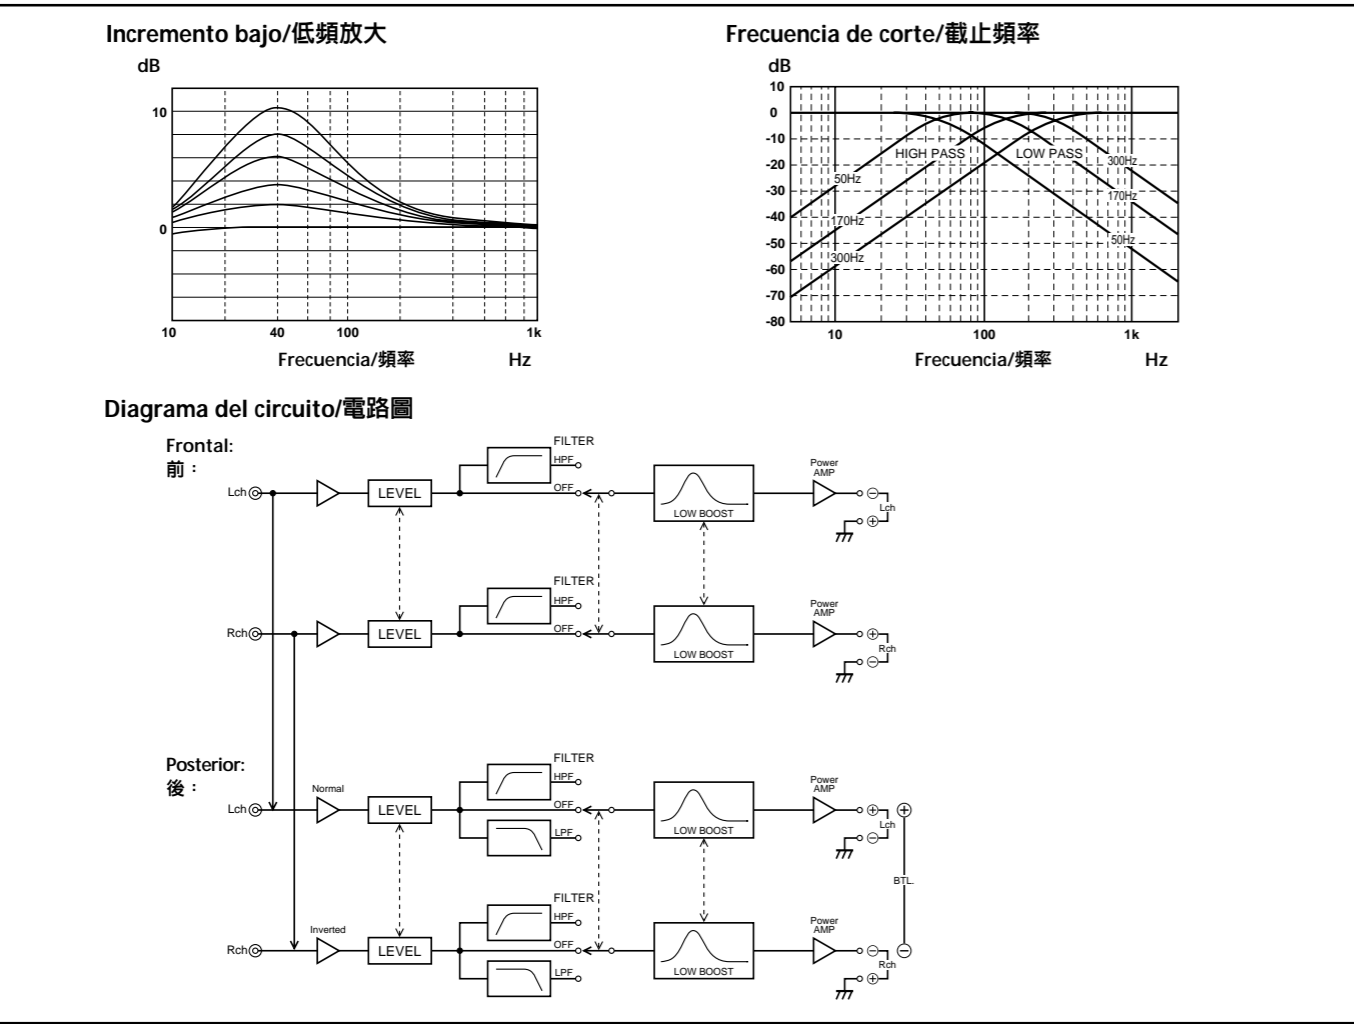 Incremento bajo/低頻放大
dB
10
0
10 40 100 1k
Frecuencia/頻率 Hz
Frecuencia de corte/截止頻率
dB
10
0
-10
-20
-30
-40
-50
-60
-70
-80
HIGH PASS LOW PASS
50Hz
170Hz
300Hz
300Hz
170Hz
50Hz
10 100 1k
Frecuencia/頻率 Hz
Diagrama del circuito/電路圖
Frontal:
前：
Lch
LEVEL
FILTER
HPF
OFF
LOW BOOST
Power
AMP
⊖
Lch
⊕
Rch
LEVEL
FILTER
HPF
OFF
LOW BOOST
Power
AMP
⊕
Rch
⊖
Posterior:
後：
Lch
Normal
LEVEL
FILTER
HPF
OFF
LPF
LOW BOOST
Power
AMP
⊕ ⊕
Lch
⊖
BTL.
Rch
Inverted
LEVEL
FILTER
HPF
OFF
LPF
LOW BOOST
Power
AMP
⊖ ⊖
Rch
⊕